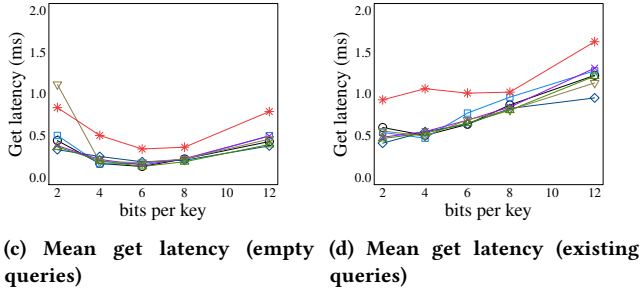 2.0
1.5
1.0
0.5
0.0
Get latency (ms)
2 4 6 8 10 12
bits per key
2.0
1.5
1.0
0.5
0.0
Get latency (ms)
2 4 6 8 10 12
bits per key
(c) Mean get latency (empty
queries)
(d) Mean get latency (existing
queries)